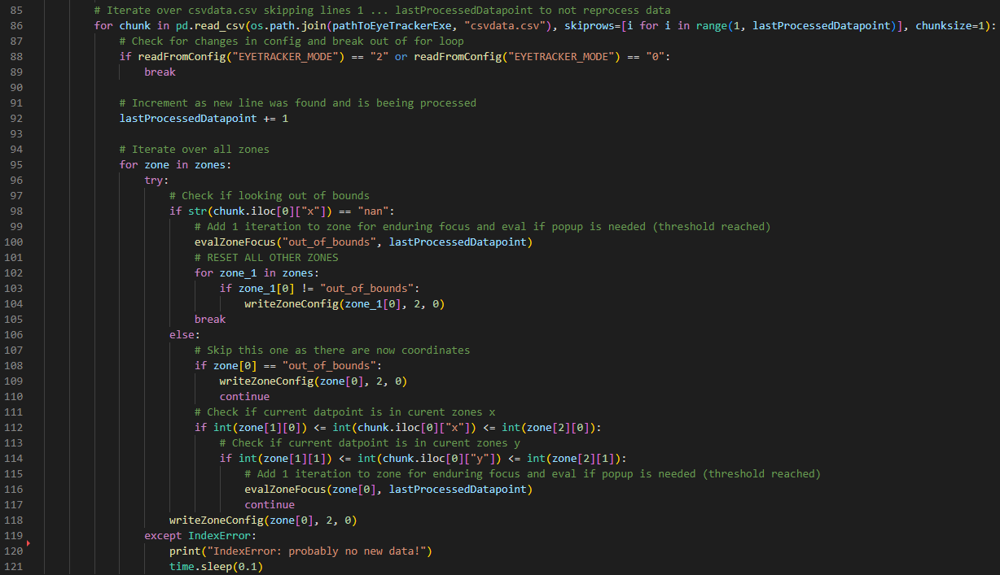 85 # Iterate over csvdata.csv skipping lines 1 ... lastProcessedDatapoint to not reprocess data
86 for chunk in pd.read_csv(os.path.join(pathToEyeTrackerExe, "csvdata.csv"), skiprows=[i for i in range(1, lastProcessedDatapoint)], chunksize=1):
87 # Check for changes in config and break out of for loop
88 if readFromConfig("EYETRACKER_MODE") == "2" or readFromConfig("EYETRACKER_MODE") == "0":
89 break
90
91 # Increment as new line was found and is beeing processed
92 lastProcessedDatapoint += 1
93
94 # Iterate over all zones
95 for zone in zones:
96 try:
97 # Check if looking out of bounds
98 if str(chunk.iloc[0]["x"]) == "nan":
99 # Add 1 iteration to zone for enduring focus and eval if popup is needed (threshold reached)
100 evalZoneFocus("out_of_bounds", lastProcessedDatapoint)
101 # RESET ALL OTHER ZONES
102 for zone_1 in zones:
103 if zone_1[0] != "out_of_bounds":
104 writeZoneConfig(zone_1[0], 2, 0)
105 break
106 else:
107 # Skip this one as there are now coordinates
108 if zone[0] == "out_of_bounds":
109 writeZoneConfig(zone[0], 2, 0)
110 continue
111 # Check if current datpoint is in curent zones x
112 if int(zone[1][0]) <= int(chunk.iloc[0]["x"]) <= int(zone[2][0]):
113 # Check if current datpoint is in curent zones y
114 if int(zone[1][1]) <= int(chunk.iloc[0]["y"]) <= int(zone[2][1]):
115 # Add 1 iteration to zone for enduring focus and eval if popup is needed (threshold reached)
116 evalZoneFocus(zone[0], lastProcessedDatapoint)
117 continue
118 writeZoneConfig(zone[0], 2, 0)
119 except IndexError:
120 print("IndexError: probably no new data!")
121 time.sleep(0.1)